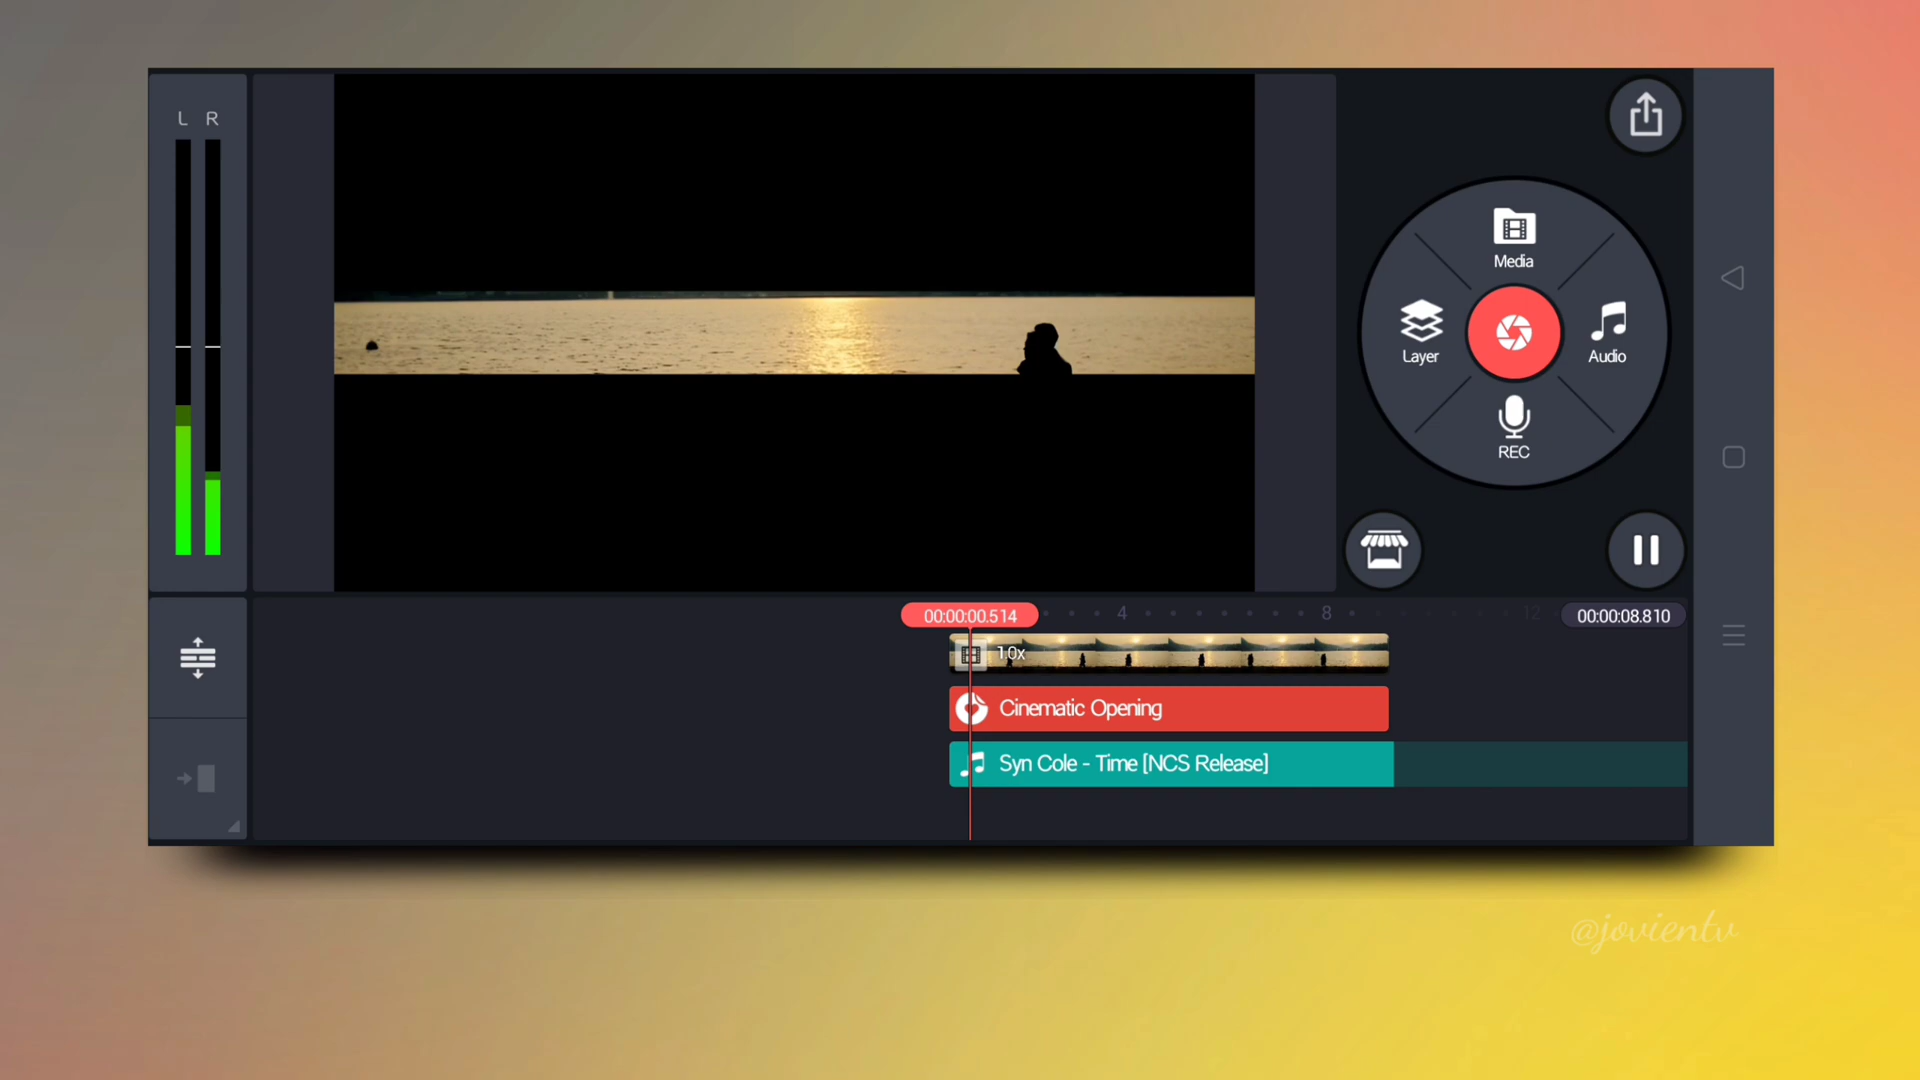 L R
Media
Layer
Audio
REC
00:00:00.514
4
8
12
00:00:08.810
1.0x
Cinematic Opening
Syn Cole - Time [NCS Release]
@jovientv